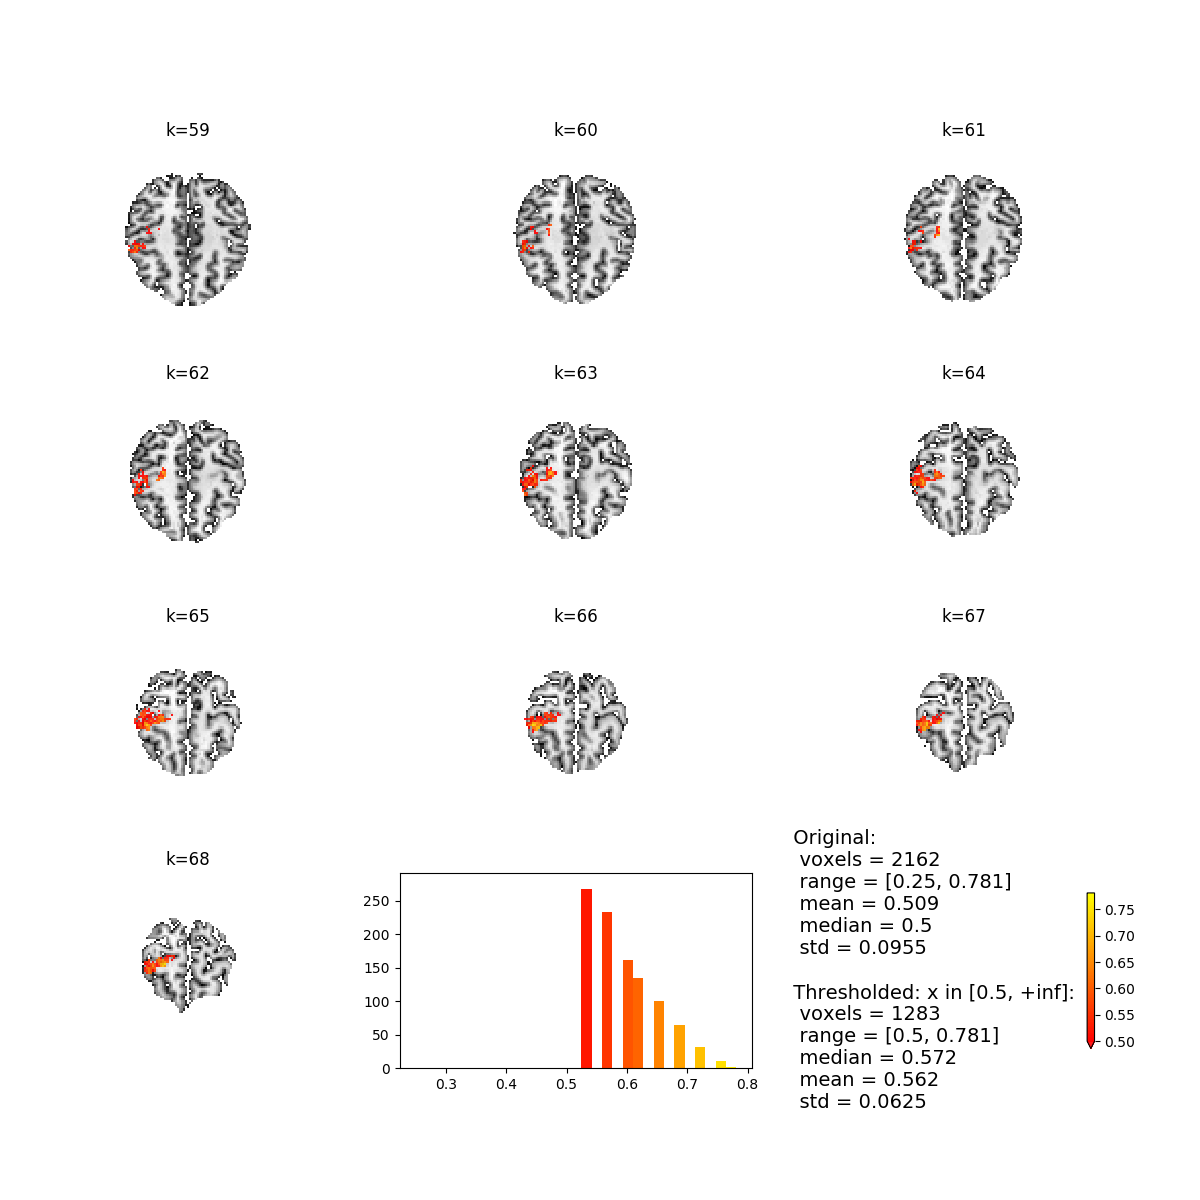 k=59
k=60
k=61
k=62
k=63
k=64
k=65
k=66
k=67
k=68
250
200
150
100
50
0
0.3 0.4 0.5 0.6 0.7 0.8
Original:
voxels = 2162
range = [0.25, 0.781]
mean = 0.509
median = 0.5
std = 0.0955
Thresholded: x in [0.5, +inf]:
voxels = 1283
range = [0.5, 0.781]
median = 0.572
mean = 0.562
std = 0.0625
0.75
0.70
0.65
0.60
0.55
0.50